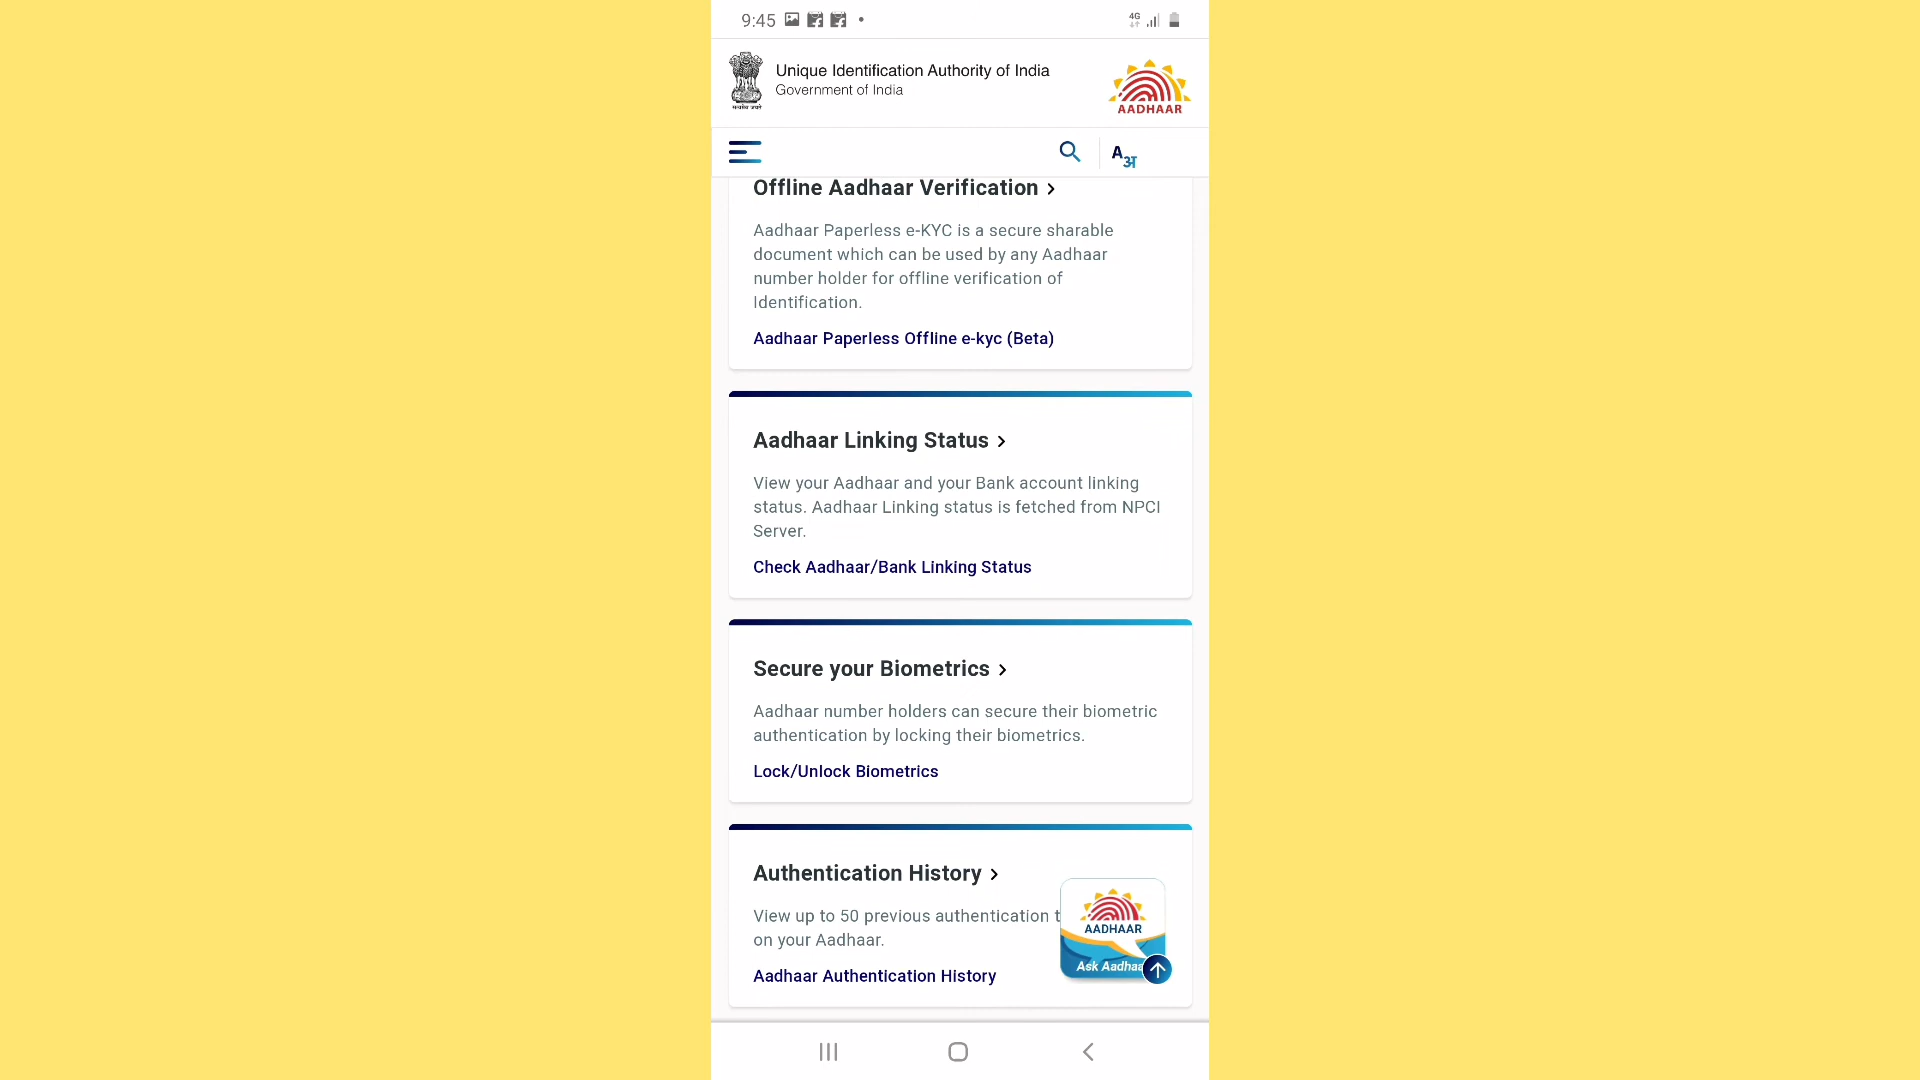 9:45
4G
Unique Identification Authority of India
Government of India
सत्यमेव जयते
AADHAAR
A अ
Offline Aadhaar Verification
Aadhaar Paperless e-KYC is a secure sharable
document which can be used by any Aadhaar
number holder for offline verification of
Identification.
Aadhaar Paperless Offline e-kyc (Beta)
Aadhaar Linking Status
View your Aadhaar and your Bank account linking
status. Aadhaar Linking status is fetched from NPCI
Server.
Check Aadhaar/Bank Linking Status
Secure your Biometrics
Aadhaar number holders can secure their biometric
authentication by locking their biometrics.
Lock/Unlock Biometrics
Authentication History
View up to 50 previous authentication t
on your Aadhaar.
Aadhaar Authentication History
AADHAAR
Ask Aadhaa